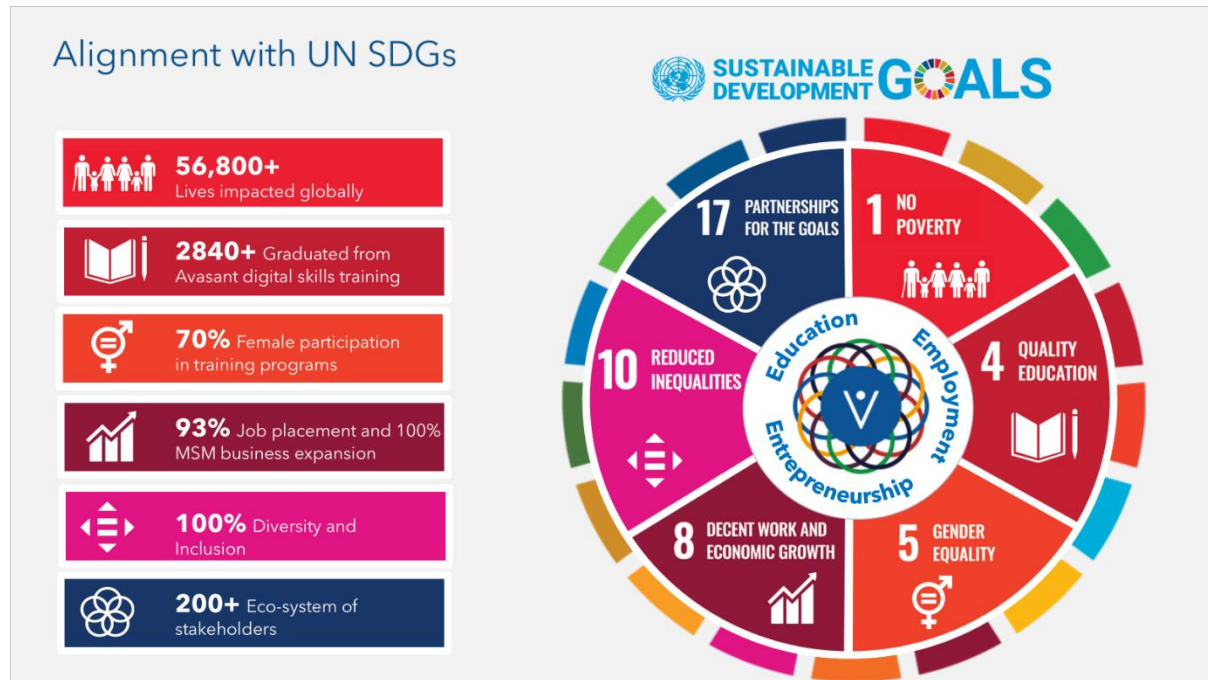 Alignment with UN SDGs
56,800+
Lives impacted globally
2840+ Graduated from
Avasant digital skills training
70% Female participation
in training programs
93% Job placement and 100%
MSM business expansion
100% Diversity and
Inclusion
200+ Eco-system of
stakeholders
SUSTAINABLE
DEVELOPMENT
GOALS
17 PARTNERSHIPS
FOR THE GOALS
1 NO
POVERTY
10 REDUCED
INEQUALITIES
4 QUALITY
EDUCATION
8 DECENT WORK AND
ECONOMIC GROWTH
5 GENDER
EQUALITY
Education
Employment
Entrepreneurship